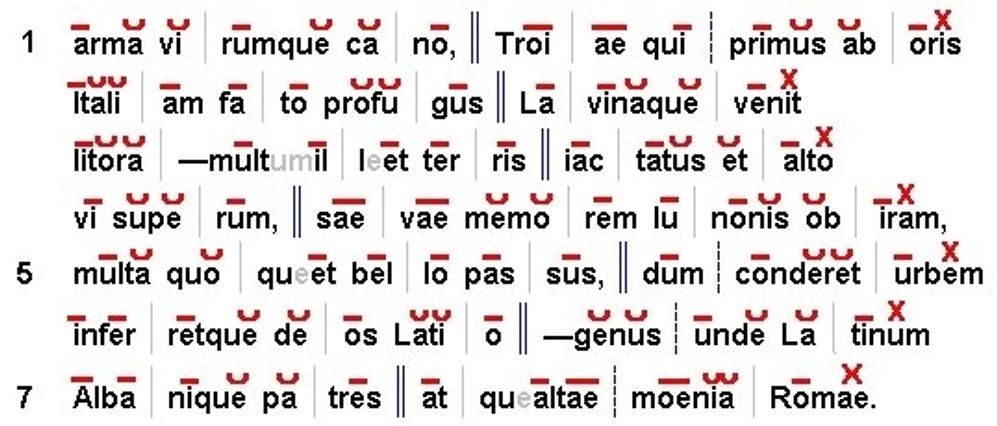 1 arma vi rumque ca no, Troi ae qui primus ab oris
Itali am fa to profu gus La vinaque venit
litora —multumil leet ter ris iac tatus et alto
vi supe rum, sae vae memo rem Iu nonis ob iram,
5 multa quo queet bel lo pas sus, dum conderet urbem
infer retque de os Lati o —genus unde La tinum
7 Alba nique pa tres at quealtae moenia Romae.